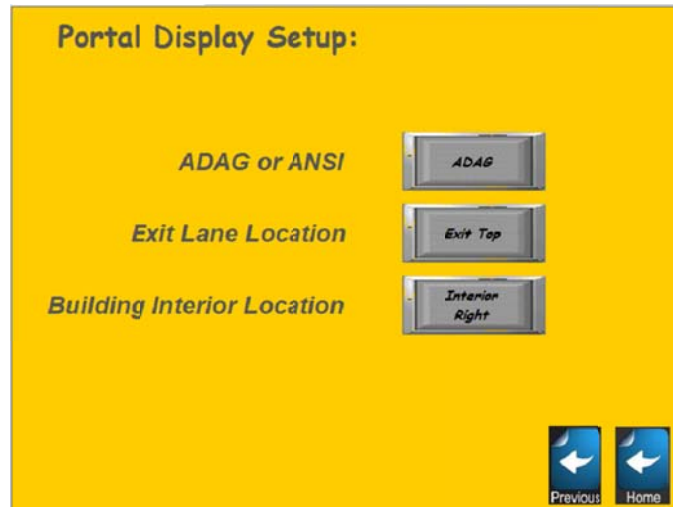 Portal Display Setup:
ADAG or ANSI
ADAG
Exit Lane Location
Exit Top
Building Interior Location
Interior
Right
Previous
Home